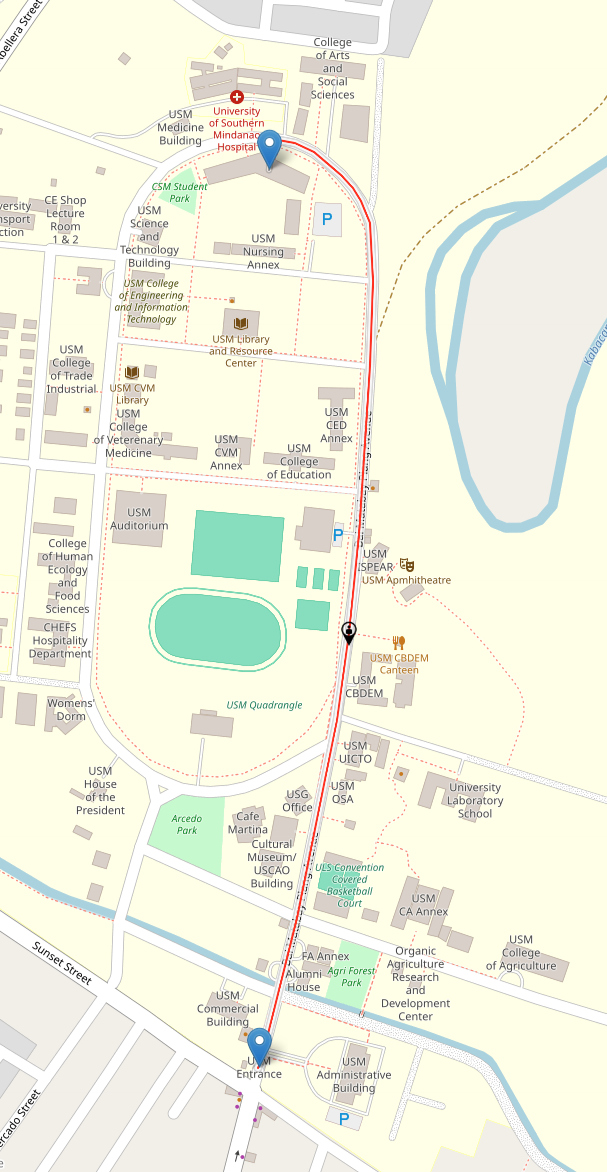 Abellera Street
College
of Arts
and
Social
Sciences
University
of Southern
Mindanao
Hospital
USM
Medicine
Building
CSM Student
Park
CE Shop
Lecture
Room
1 & 2
USM
Science
and
Technology
Building
P
USM
Nursing
Annex
USM College
of Engineering
and Information
Technology
USM Library
and Resource
Center
USM
College
of Trade
Industrial
USM CVM
Library
USM
College
of Veterenary
Medicine
USM
CVM
Annex
USM
CED
Annex
USM
College
of Education
USM
Auditorium
P
USM
SPEAR
USM Apmhitheatre
College
of Human
Ecology
and
Food
Sciences
CHEFS
Hospitality
Department
USM CBDEM
Canteen
USM
CBDEM
Womens'
Dorm
USM Quadrangle
USM
UICTO
USM
House
of the
President
USG
Office
USM
OSA
University
Laboratory
School
Arcedo
Park
Cafe
Martina
Cultural
Museum/
USCAO
Building
ULS Convention
Covered
Basketball
Court
USM
CA Annex
Sunset Street
FA Annex
Alumni
House
Agri Forest
Park
Organic
Agriculture
Research
and
Development
Center
USM
College
of Agriculture
USM
Commercial
Building
USM
Entrance
USM
Administrative
Building
P